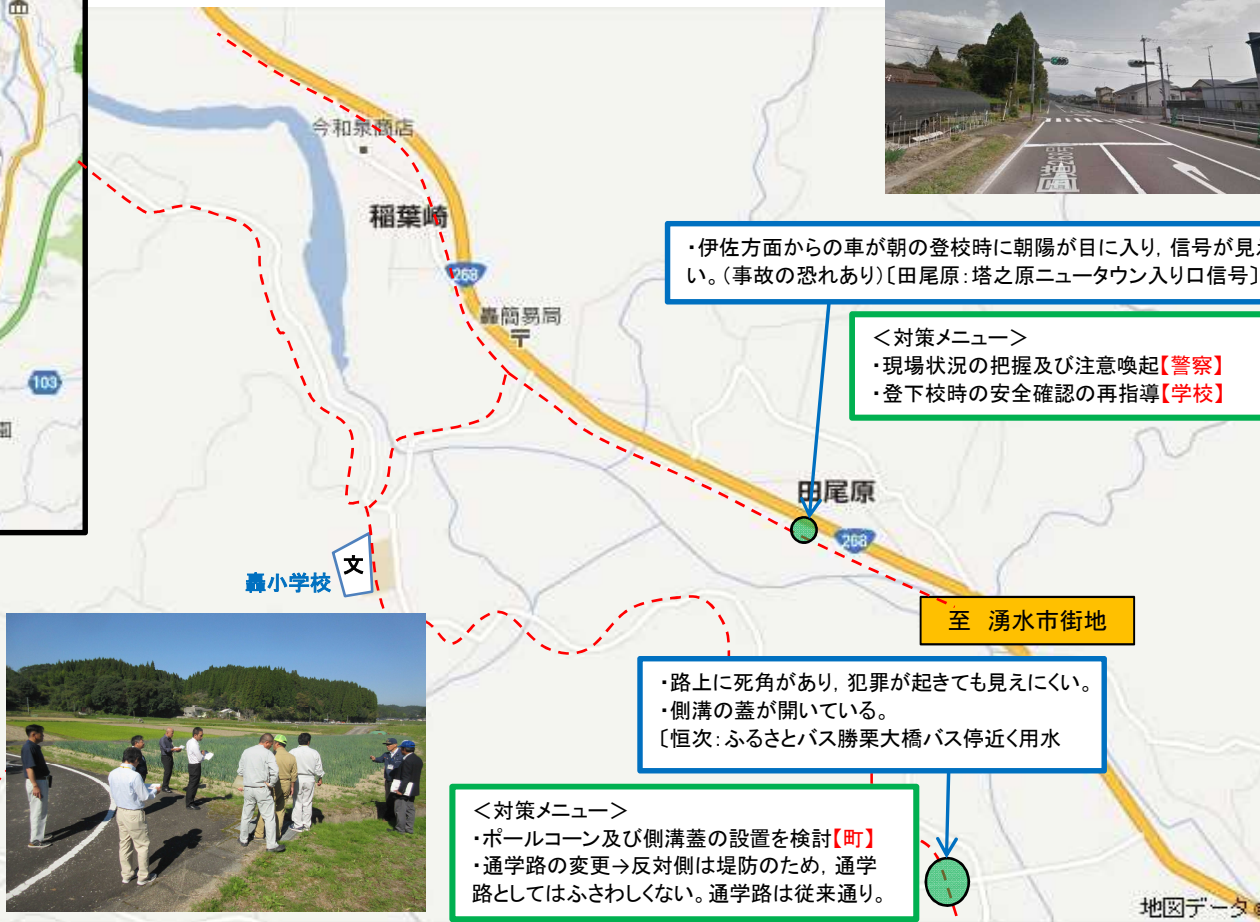 今和泉商店
稲葉崎
268
轟簡易局
〒
103
園
国道268号
・伊佐方面からの車が朝の登校時に朝陽が目に入り，信号が見え
い。（事故の恐れあり）〔田尾原：塔之原ニュータウン入り口信号〕
＜対策メニュー＞
・現場状況の把握及び注意喚起【警察】
・登下校時の安全確認の再指導【学校】
田尾原
268
文
轟小学校
至　湧水市街地
・路上に死角があり，犯罪が起きても見えにくい。
・側溝の蓋が開いている。
〔恒次：ふるさとバス勝栗大橋バス停近く用水
＜対策メニュー＞
・ポールコーン及び側溝蓋の設置を検討【町】
・通学路の変更→反対側は堤防のため，通学
路としてはふさわしくない。通学路は従来通り。
地図データ